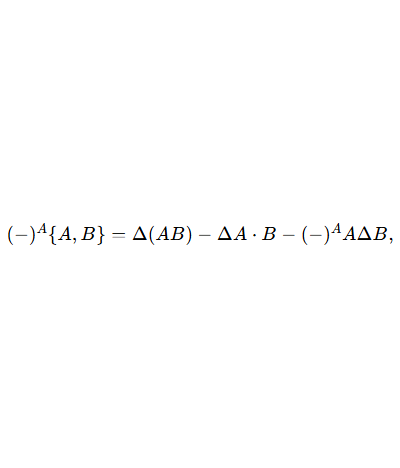 (−)^A{A, B} = Δ(AB) − ΔA · B − (−)^A AΔB,